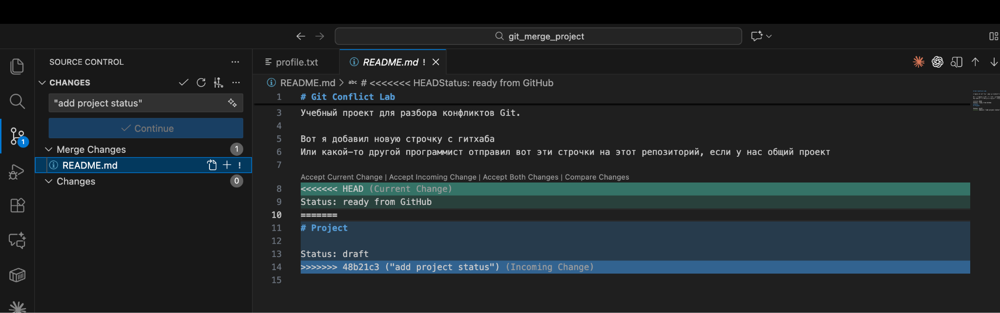 git_merge_project
SOURCE CONTROL
CHANGES
"add project status"
Continue
1
Merge Changes
1
README.md
!
Changes
0
profile.txt
README.md !
README.md > abc # <<<<<<< HEADStatus: ready from GitHub
1 # Git Conflict Lab
3 Учебный проект для разбора конфликтов Git.
4
5 Вот я добавил новую строчку с гитхаба
6 Или какой-то другой программист отправил вот эти строчки на этот репозиторий, если у нас общий проект
7
Accept Current Change | Accept Incoming Change | Accept Both Changes | Compare Changes
8 <<<<<<< HEAD (Current Change)
9 Status: ready from GitHub
10 =======
11 # Project
12
13 Status: draft
14 >>>>>>> 48b21c3 ("add project status") (Incoming Change)
15